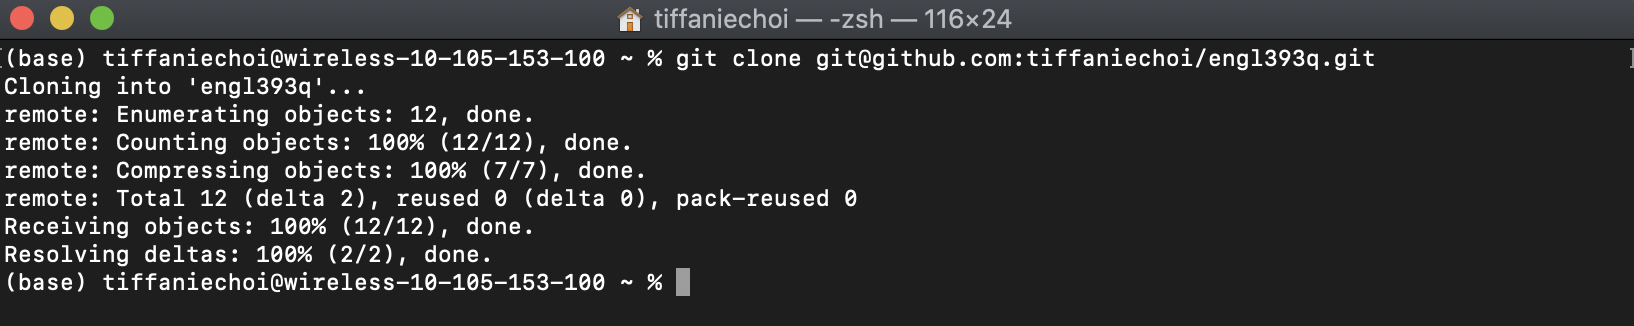 tiffaniechoi — -zsh — 116×24
(base) tiffaniechoi@wireless-10-105-153-100 ~ % git clone git@github.com:tiffaniechoi/engl393q.git
Cloning into 'engl393q'...
remote: Enumerating objects: 12, done.
remote: Counting objects: 100% (12/12), done.
remote: Compressing objects: 100% (7/7), done.
remote: Total 12 (delta 2), reused 0 (delta 0), pack-reused 0
Receiving objects: 100% (12/12), done.
Resolving deltas: 100% (2/2), done.
(base) tiffaniechoi@wireless-10-105-153-100 ~ %